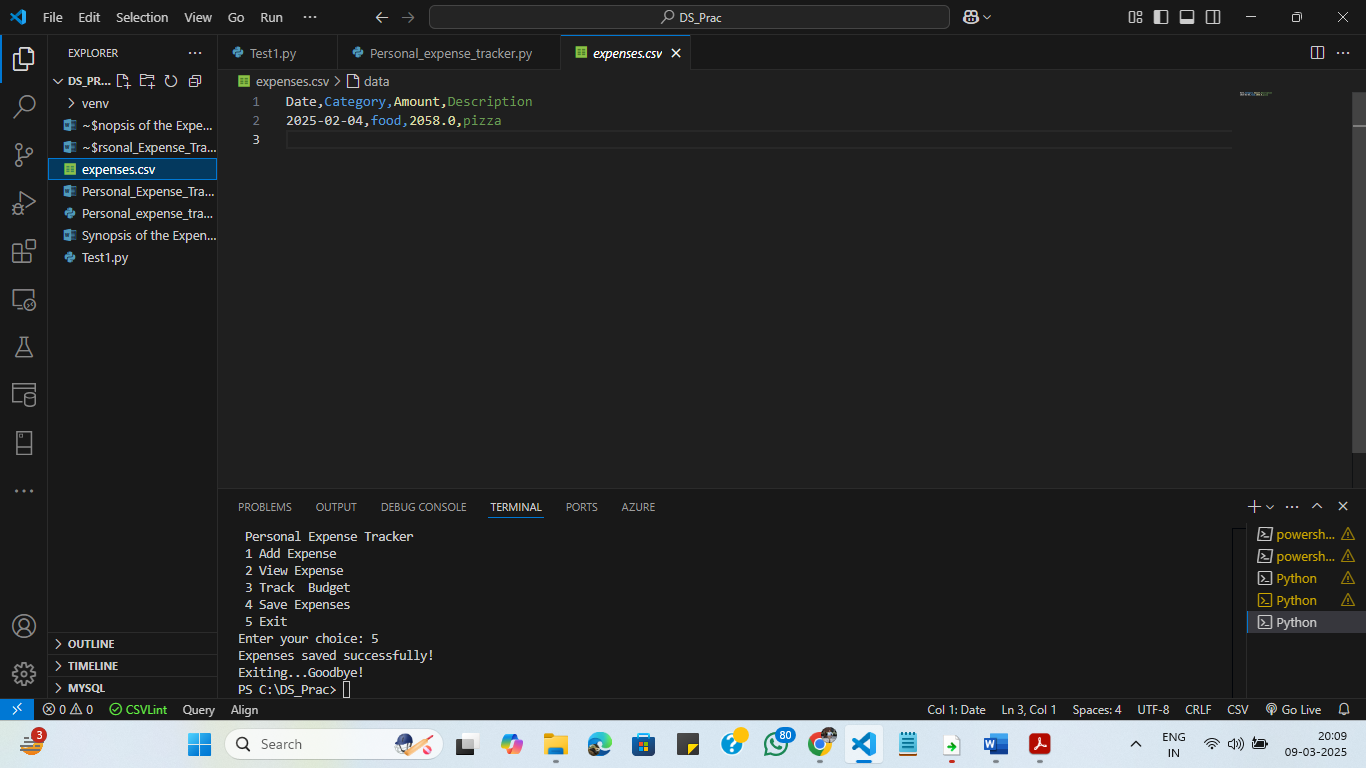 File Edit Selection View Go Run ···
DS_Prac
EXPLORER
Test1.py
Personal_expense_tracker.py
expenses.csv
DS_PR...
expenses.csv > data
venv
~$nopsis of the Expe...
~$rsonal_Expense_Tra...
expenses.csv
Personal_Expense_Tra...
Personal_expense_tra...
Synopsis of the Expen...
Test1.py
1 Date,Category,Amount,Description
2 2025-02-04,food,2058.0,pizza
3
PROBLEMS OUTPUT DEBUG CONSOLE TERMINAL PORTS AZURE
Personal Expense Tracker
1 Add Expense
2 View Expense
3 Track  Budget
4 Save Expenses
5 Exit
Enter your choice: 5
Expenses saved successfully!
Exiting...Goodbye!
PS C:\DS_Prac>
powersh...
powersh...
Python
Python
Python
OUTLINE
TIMELINE
MYSQL
0 0 CSVLint Query Align
Col 1: Date Ln 3, Col 1 Spaces: 4 UTF-8 CRLF CSV Go Live
3
Search
80
ENG
IN
20:09
09-03-2025